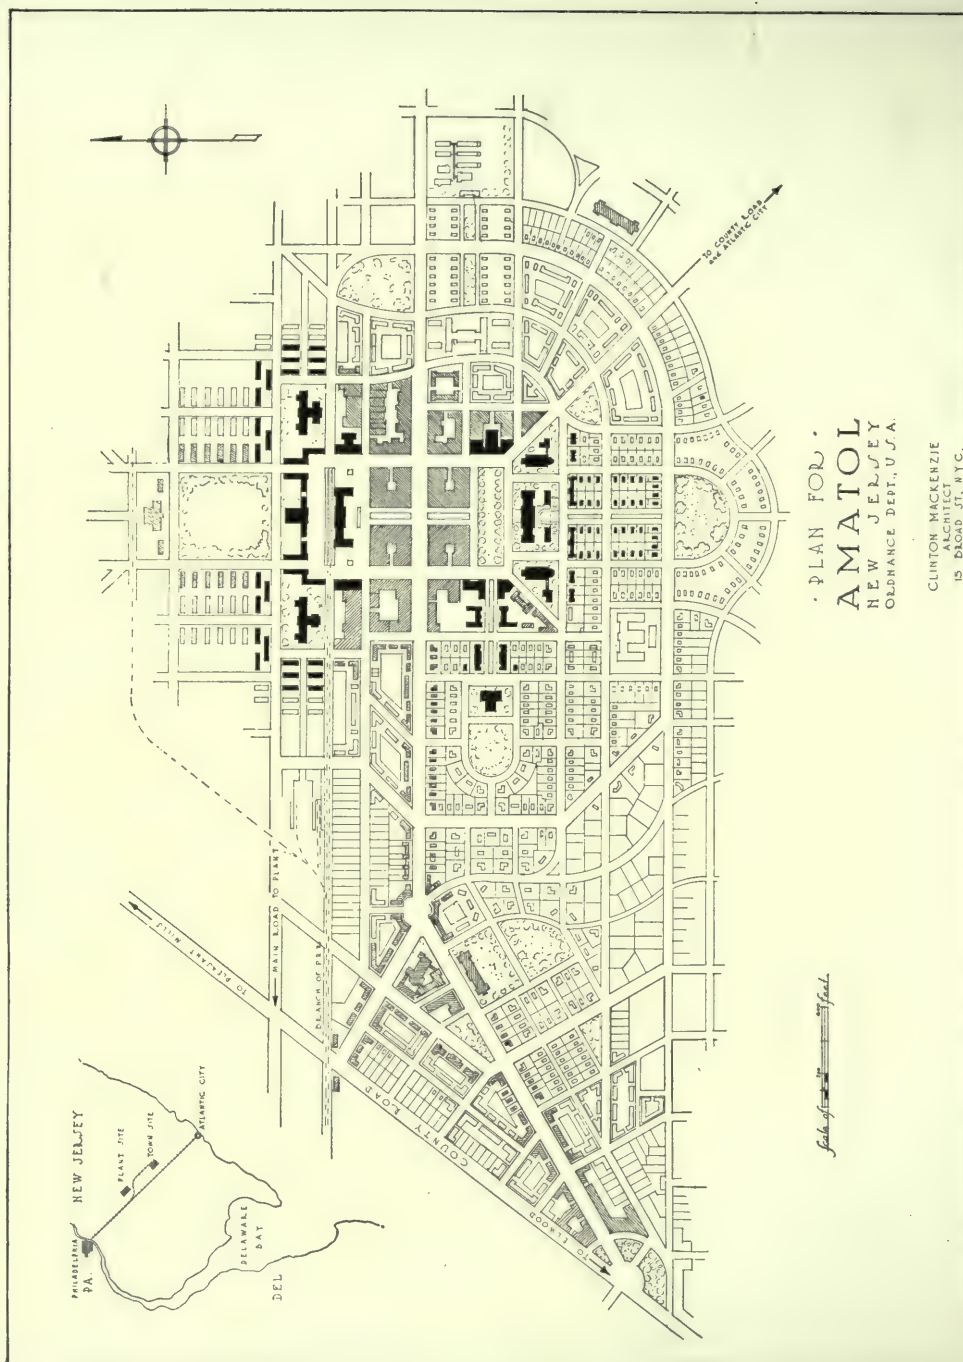 · PLAN FOR ·
AMATOL
NEW JERSEY
ORDNANCE DEPT., U.S.A.
CLINTON MACKENZIE
ARCHITECT
15 BROAD ST. N.Y.C.
TO COUNTY ROAD
and ATLANTIC CITY
TO PLEASANT MILLS
MAIN ROAD TO PLANT
BRANCH OF P.R.R.
COUNTY ROAD
TO ELWOOD
Scale of feet
PHILADELPHIA
PA.
NEW JERSEY
PLANT SITE
TOWN SITE
ATLANTIC CITY
DELAWARE
BAY
DEL